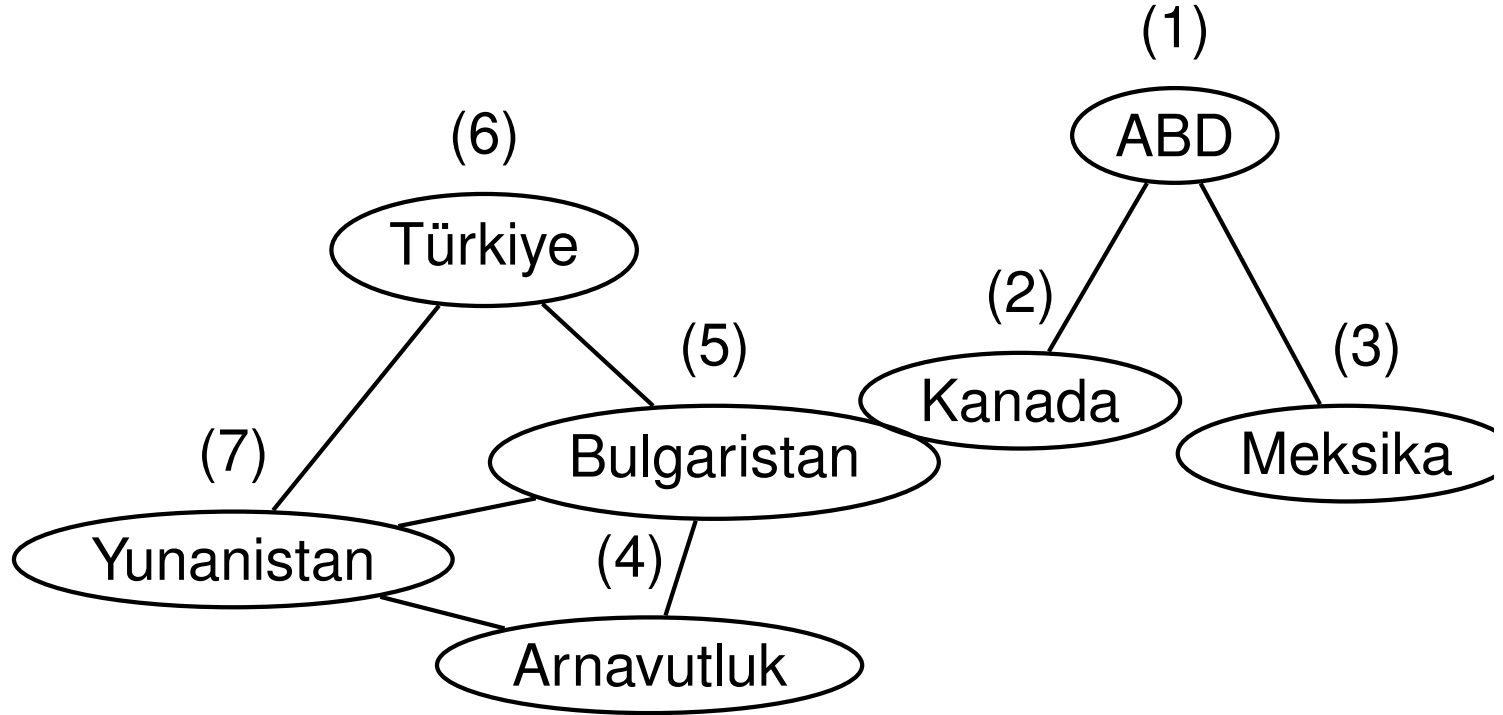 (1)
ABD
(6)
Türkiye
(2)
(5)
(3)
Kanada
(7)
Bulgaristan
Meksika
(4)
Yunanistan
Arnavutluk